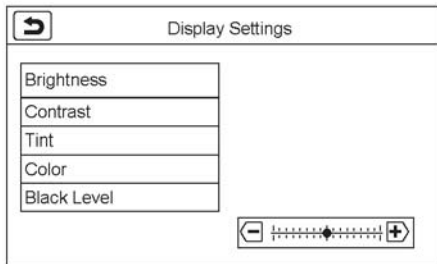 Display Settings
Brightness
Contrast
Tint
Color
Black Level
− +